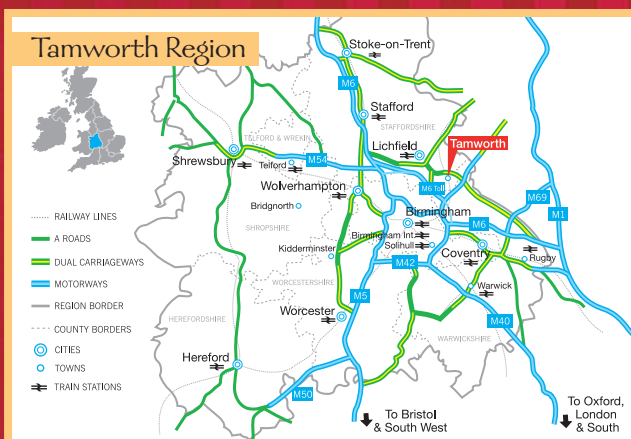 Tamworth Region
Stoke-on-Trent
M6
Stafford
STAFFORDSHIRE
TELFORD & WREKIN
Lichfield
Tamworth
Shrewsbury
Telford
M54
M6 Toll
Wolverhampton
M69
Bridgnorth
Birmingham
M1
SHROPSHIRE
Birmingham Int.
M6
Solihull
Kidderminster
Coventry
Rugby
M42
WORCESTERSHIRE
Warwick
M5
Worcester
M40
HEREFORDSHIRE
WARWICKSHIRE
Hereford
M50
To Bristol
& South West
To Oxford,
London
& South
RAILWAY LINES
A ROADS
DUAL CARRIAGEWAYS
MOTORWAYS
REGION BORDER
COUNTY BORDERS
CITIES
TOWNS
TRAIN STATIONS